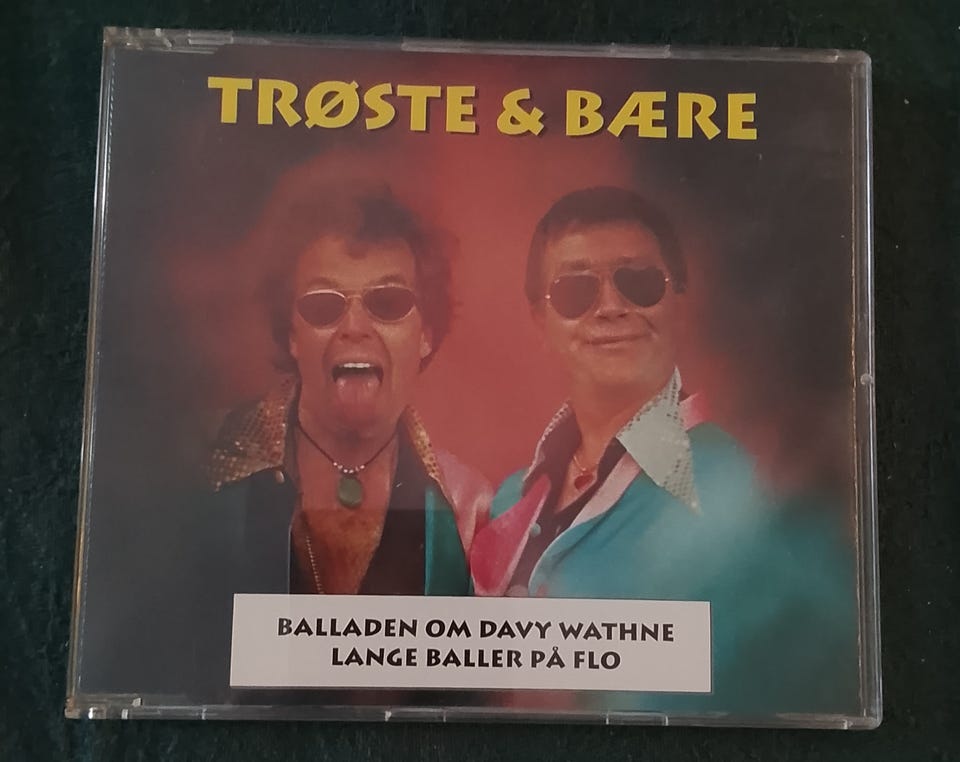 TRØSTE & BÆRE
BALLADEN OM DAVY WATHNE
LANGE BALLER PÅ FLO